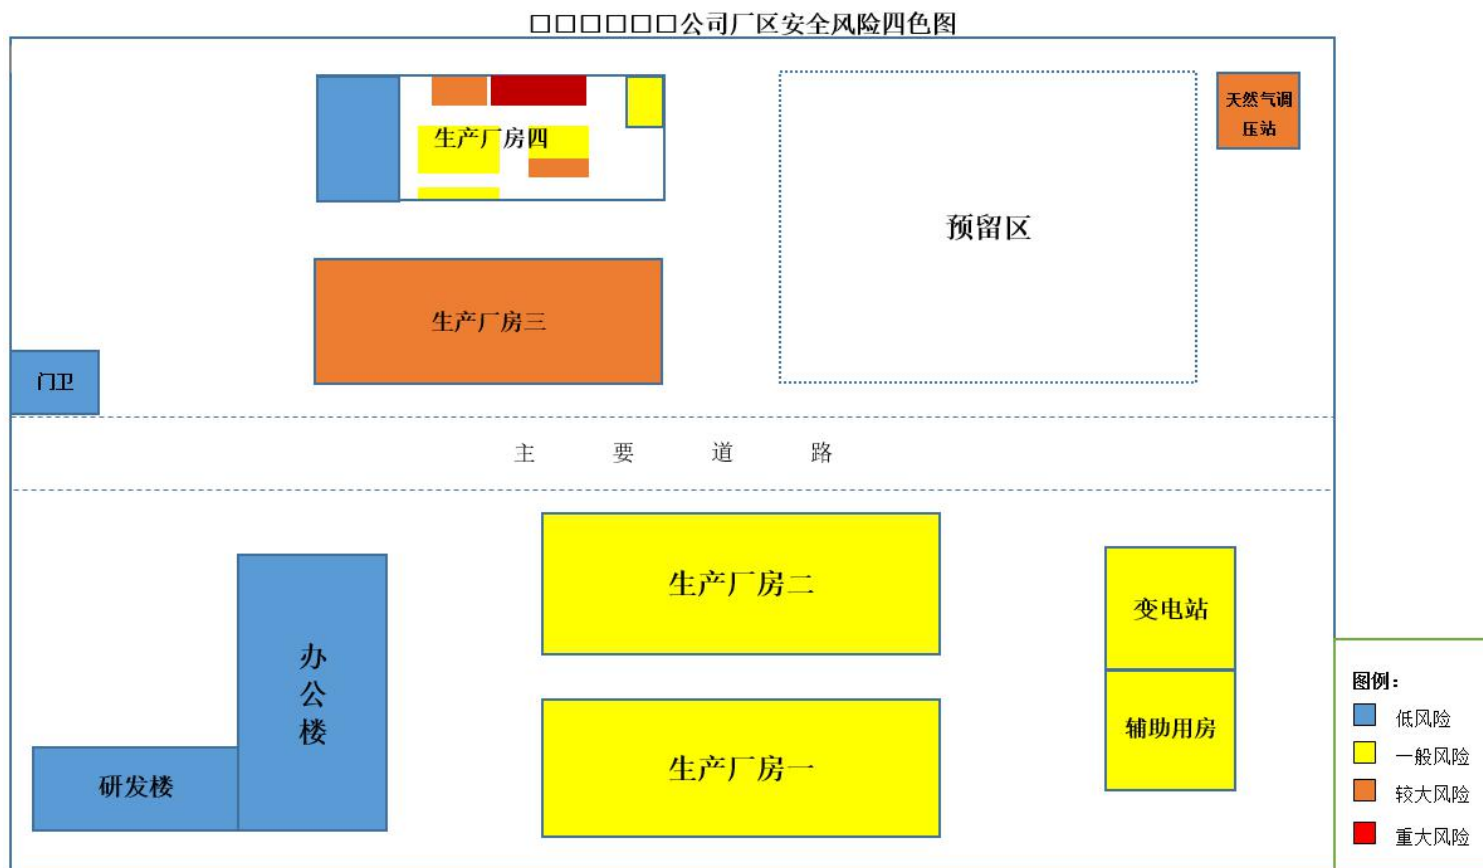 □□□□□□公司厂区安全风险四色图
天然气调
压站
生产厂房四
预留区
生产厂房三
门卫
主要道路
生产厂房二
变电站
办
公
楼
辅助用房
生产厂房一
研发楼
图例：
低风险
一般风险
较大风险
重大风险